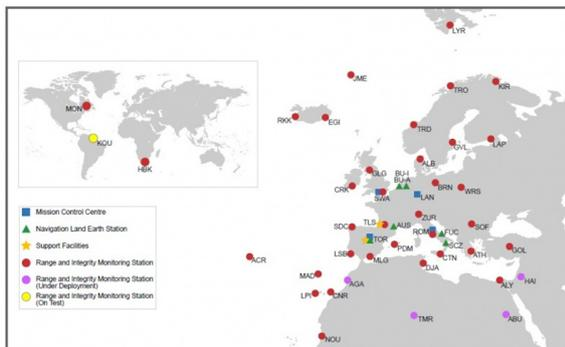 LYR
JME
TRO
KIR
RKK
EGI
TRD
GVL
LAP
ALB
MON
KOU
HBK
GLG
BU-I
BU-A
CRK
SWA
LAN
BRN
WRS
Mission Control Centre
Navigation Land Earth Station
Support Facilities
Range and Integrity Monitoring Station
Range and Integrity Monitoring Station
(Under Deployment)
Range and Integrity Monitoring Station
(On Test)
ZUR
TLS
AUS
SDC
TOR
ROM
FUC
SOF
SCZ
GOL
PDM
LSB
MLG
DJA
CTN
ATH
ACR
MAD
AGA
ALY
HAI
LPI
CNR
TMR
ABU
NOU